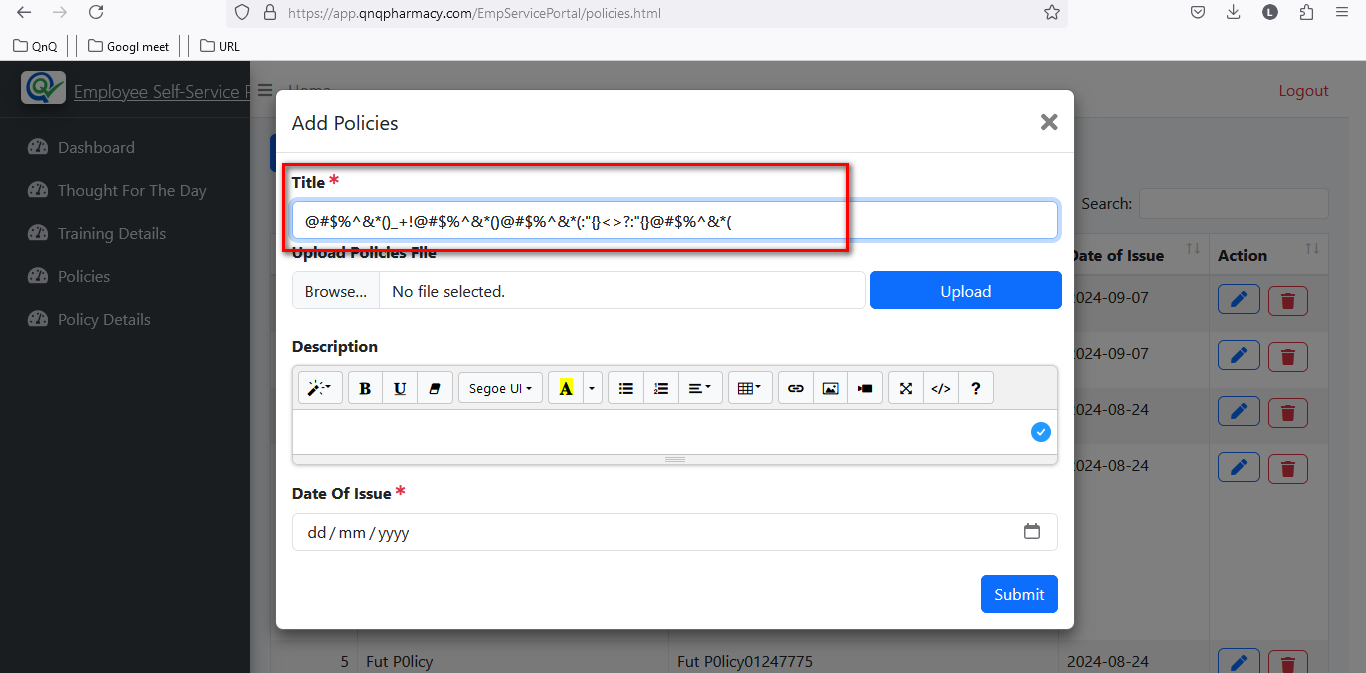 https://app.qnqpharmacy.com/EmpServicePortal/policies.html
L
QnQ
Googl meet
URL
Employee Self-Service P
Home
Logout
Dashboard
Thought For The Day
Training Details
Policies
Policy Details
Add Policies
Title *
@#$%^&*()_+!@#$%^&*()@#$%^&*(:"{}<>?:"{}@#$%^&*(
Upload Policies File
Browse... No file selected.
Upload
Description
B U Segoe UI A </> ?
Date Of Issue *
dd/mm/yyyy
Submit
Search:
Date of Issue Action
2024-09-07
2024-09-07
2024-08-24
2024-08-24
5 Fut P0licy Fut P0licy01247775 2024-08-24